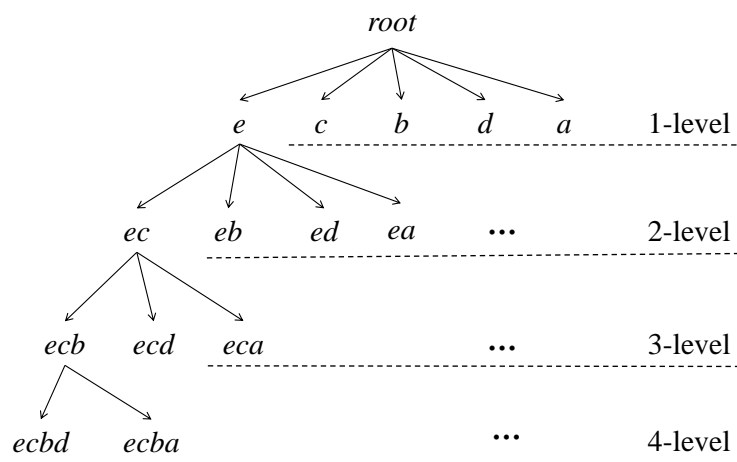 root
e c b d a 1-level
ec eb ed ea ... 2-level
ecb ecd eca ... 3-level
ecbd ecba ... 4-level